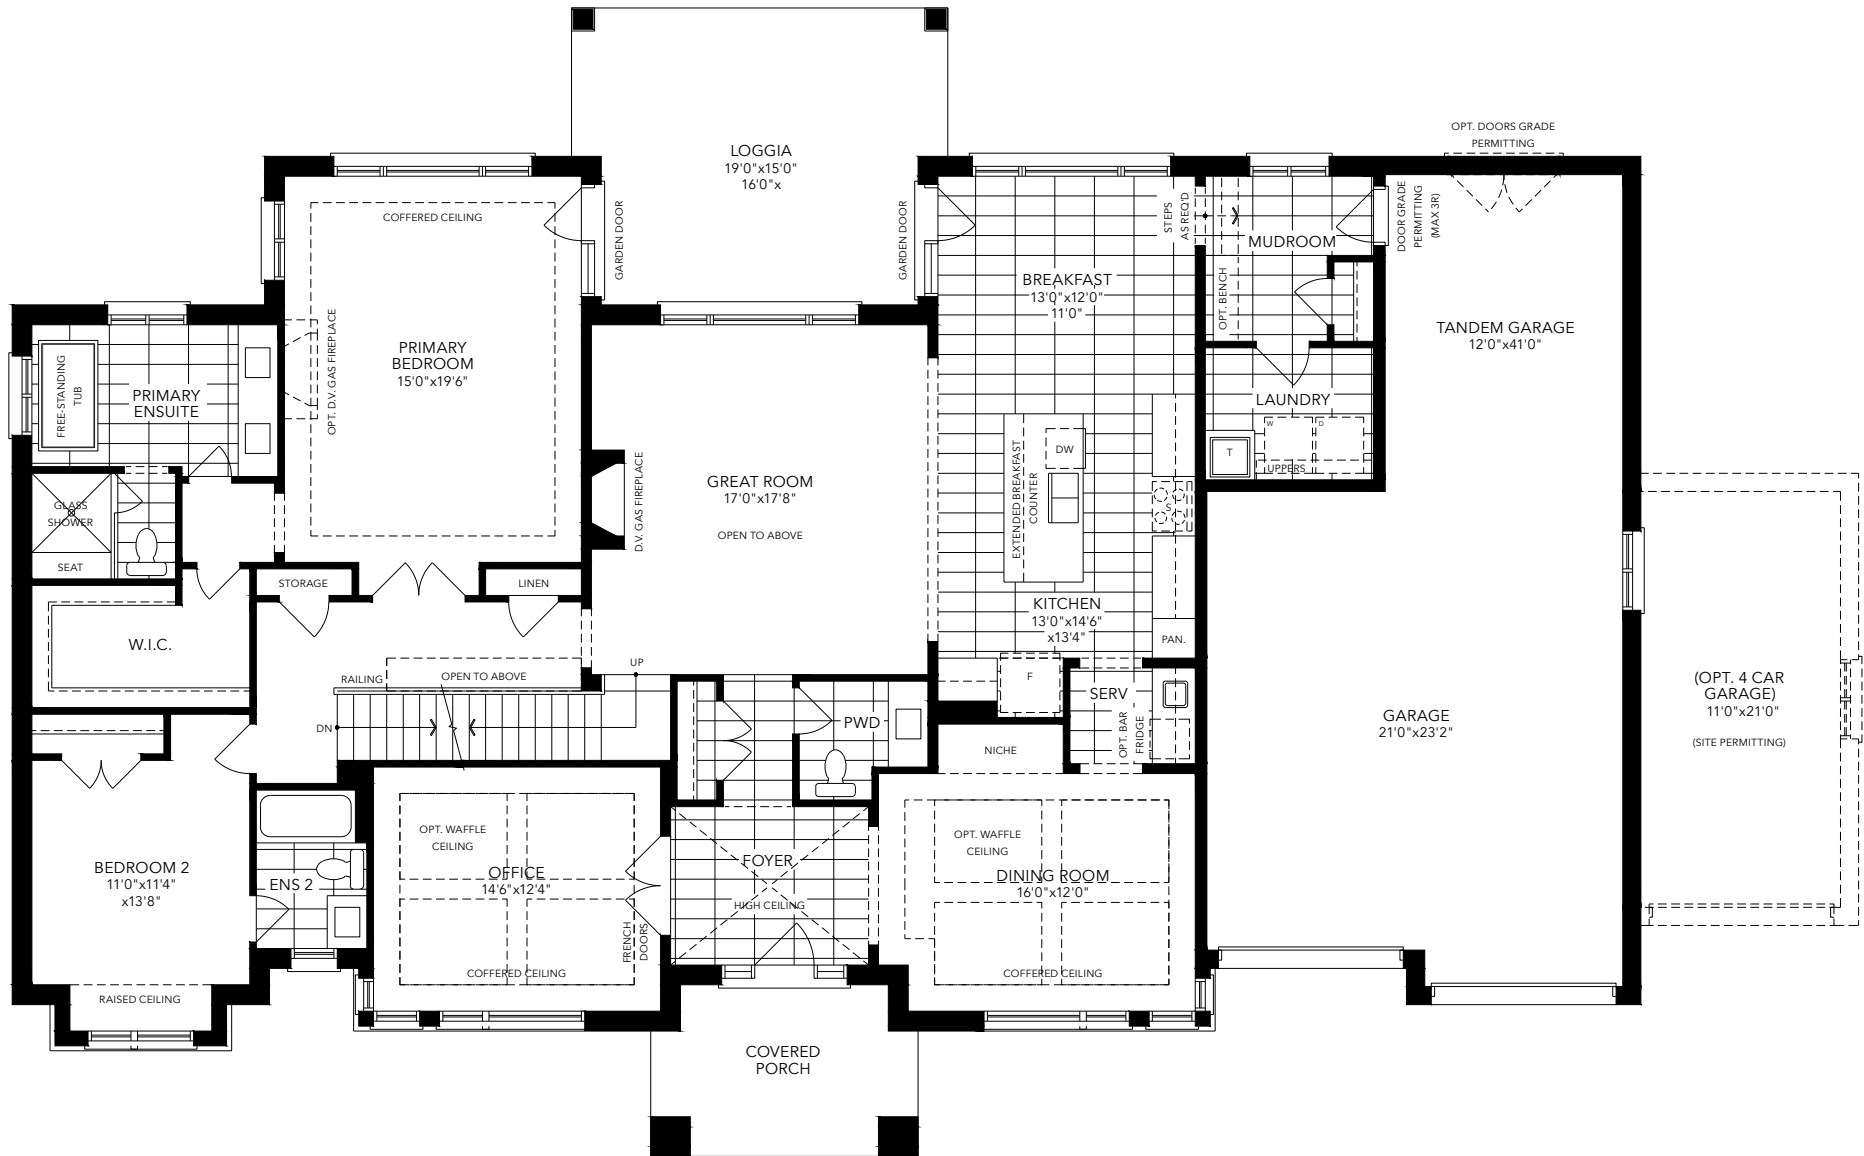 OPT. DOORS GRADE
PERMITTING
LOGGIA
19'0"x15'0"
16'0"x
COFFERED CEILING
GARDEN DOOR
GARDEN DOOR
STEPS
AS REQ'D
DOOR GRADE
PERMITTING
(MAX 3R)
MUDROOM
OPT. BENCH
BREAKFAST
13'0"x12'0"
11'0"
TANDEM GARAGE
12'0"x41'0"
PRIMARY
BEDROOM
15'0"x19'6"
OPT. D.V. GAS FIREPLACE
FREE-STANDING
TUB
PRIMARY
ENSUITE
LAUNDRY
W
D
T
UPPERS
EXTENDED BREAKFAST
COUNTER
DW
S
GREAT ROOM
17'0"x17'8"
OPEN TO ABOVE
D.V. GAS FIREPLACE
GLASS
SHOWER
SEAT
STORAGE
LINEN
W.I.C.
KITCHEN
13'0"x14'6"
x13'4"
PAN.
F
UP
RAILING
OPEN TO ABOVE
DN
PWD
SERV
OPT. BAR
FRIDGE
NICHE
GARAGE
21'0"x23'2"
(OPT. 4 CAR
GARAGE)
11'0"x21'0"
(SITE PERMITTING)
BEDROOM 2
11'0"x11'4"
x13'8"
RAISED CEILING
ENS 2
OPT. WAFFLE
CEILING
OFFICE
14'6"x12'4"
COFFERED CEILING
FRENCH
DOORS
FOYER
HIGH CEILING
OPT. WAFFLE
CEILING
DINING ROOM
16'0"x12'0"
COFFERED CEILING
COVERED
PORCH